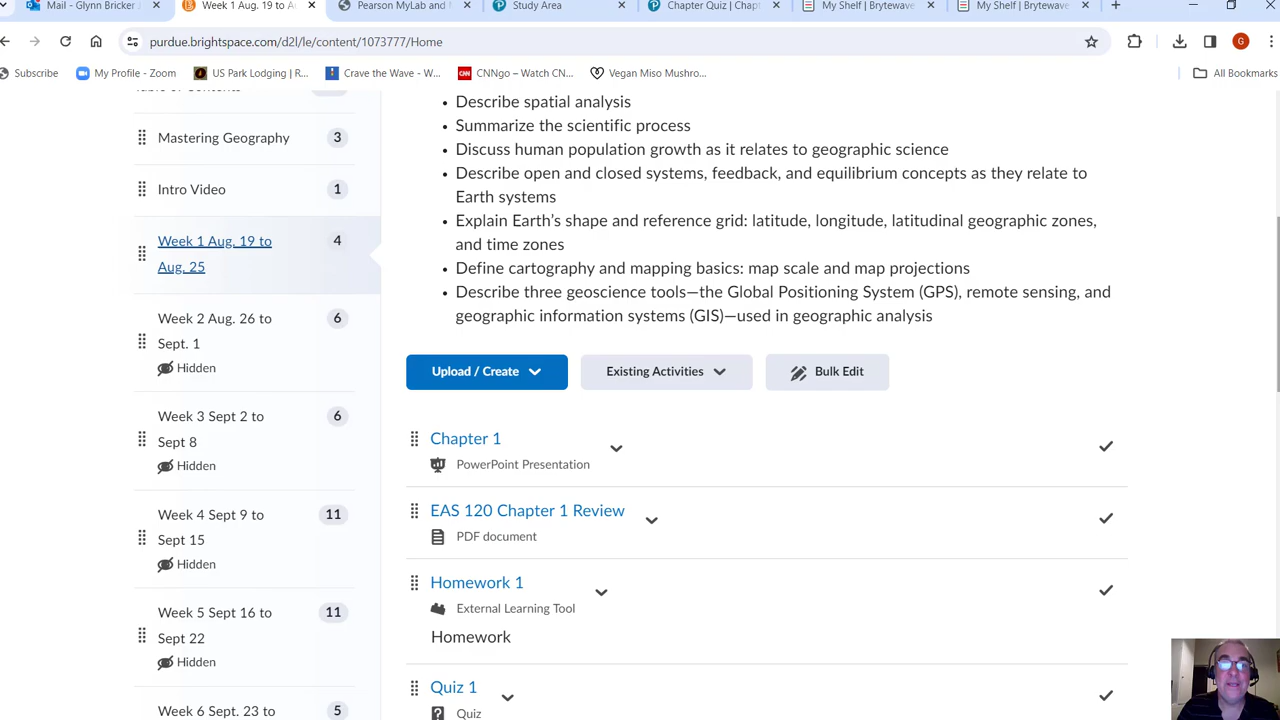 Mail - Glynn Bricker J
Week 1 Aug. 19 to A
Pearson MyLab and M
Study Area
Chapter Quiz | Chapt
My Shelf | Brytewave
My Shelf | Brytewave
purdue.brightspace.com/d2l/le/content/1073777/Home
G
Subscribe
My Profile - Zoom
US Park Lodging | R...
Crave the Wave - W...
CNNgo – Watch CN...
Vegan Miso Mushro...
All Bookmarks
Table of Contents
Mastering Geography 3
Intro Video 1
Week 1 Aug. 19 to 4
Aug. 25
Week 2 Aug. 26 to 6
Sept. 1
Hidden
Week 3 Sept 2 to 6
Sept 8
Hidden
Week 4 Sept 9 to 11
Sept 15
Hidden
Week 5 Sept 16 to 11
Sept 22
Hidden
Week 6 Sept. 23 to 5
• Describe spatial analysis
• Summarize the scientific process
• Discuss human population growth as it relates to geographic science
• Describe open and closed systems, feedback, and equilibrium concepts as they relate to
Earth systems
• Explain Earth’s shape and reference grid: latitude, longitude, latitudinal geographic zones,
and time zones
• Define cartography and mapping basics: map scale and map projections
• Describe three geoscience tools—the Global Positioning System (GPS), remote sensing, and
geographic information systems (GIS)—used in geographic analysis
Upload / Create
Existing Activities
Bulk Edit
Chapter 1
PowerPoint Presentation
EAS 120 Chapter 1 Review
PDF document
Homework 1
External Learning Tool
Homework
Quiz 1
Quiz